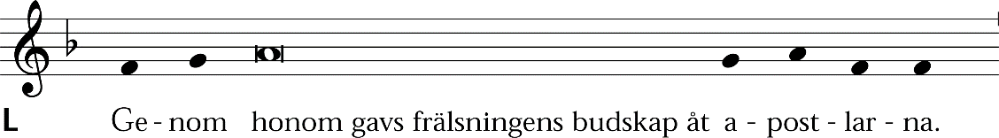 L Ge - nom honom gavs frälsningens budskap åt a - post - lar - na.